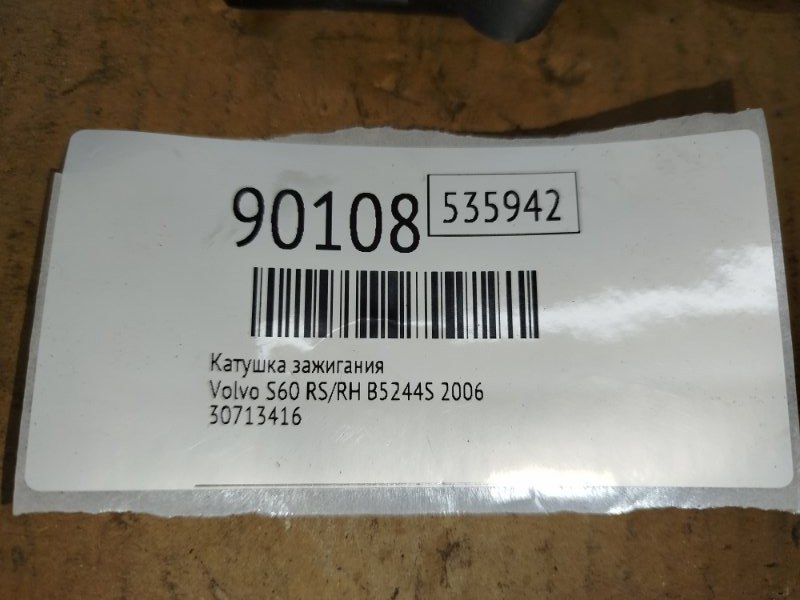 90108 535942
Катушка зажигания
Volvo S60 RS/RH B5244S 2006
30713416